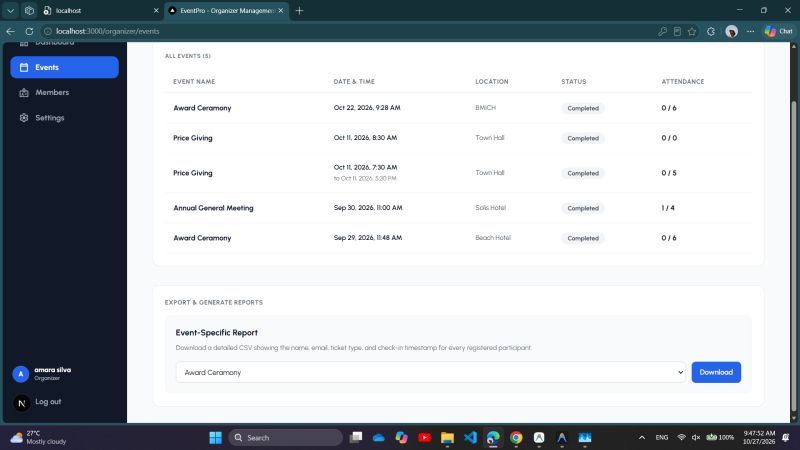 localhost
EventPro - Organizer Management
localhost:3000/organizer/events
Chat
Dashboard
Events
Members
Settings
ALL EVENTS (5)
EVENT NAME DATE & TIME LOCATION STATUS ATTENDANCE
Award Ceramony Oct 22, 2026, 9:28 AM BMICH Completed 0 / 6
Price Giving Oct 11, 2026, 8:30 AM Town Hall Completed 0 / 0
Price Giving Oct 11, 2026, 7:30 AM Town Hall Completed 0 / 5
to Oct 11, 2026, 5:30 PM
Annual General Meeting Sep 30, 2026, 11:00 AM Solis Hotel Completed 1 / 4
Award Ceramony Sep 29, 2026, 11:48 AM Beach Hotel Completed 0 / 6
EXPORT & GENERATE REPORTS
Event-Specific Report
Download a detailed CSV showing the name, email, ticket type, and check-in timestamp for every registered participant.
Award Ceramony Download
A amara silva
Organizer
N Log out
27°C
Mostly cloudy
Search
ENG
100%
9:47:52 AM
10/27/2026